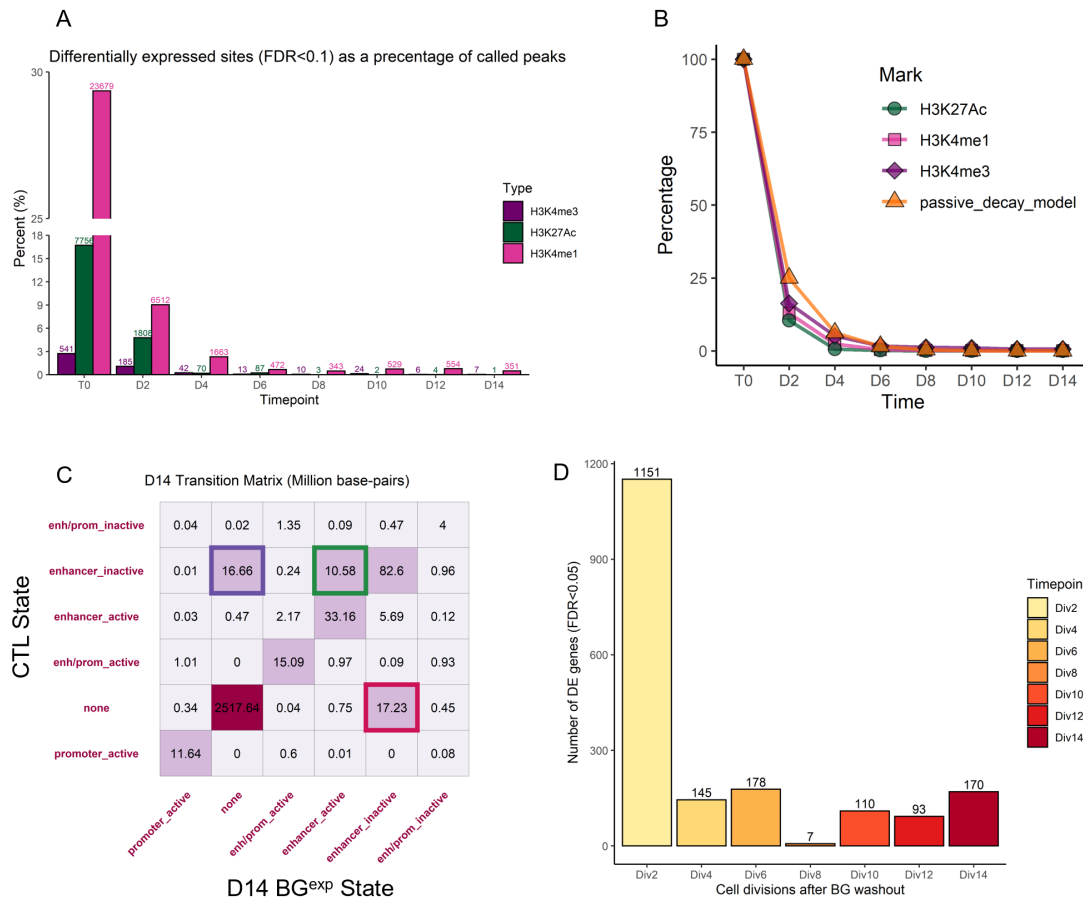 A
Differentially expressed sites (FDR<0.1) as a precentage of called peaks
30
25
18
15
12
9
6
3
0
Percent (%)
23679
7756
541
6512
1808
185
1663
42 70
472
13 87
343
10 3
529
24 2
554
6 4
351
7 1
T0 D2 D4 D6 D8 D10 D12 D14
Timepoint
Type
H3K4me3
H3K27Ac
H3K4me1
B
100
75
50
25
0
Percentage
T0 D2 D4 D6 D8 D10 D12 D14
Time
Mark
H3K27Ac
H3K4me1
H3K4me3
passive_decay_model
C
D14 Transition Matrix (Million base-pairs)
CTL State
enh/prom_inactive 0.04 0.02 1.35 0.09 0.47 4
enhancer_inactive 0.01 16.66 0.24 10.58 82.6 0.96
enhancer_active 0.03 0.47 2.17 33.16 5.69 0.12
enh/prom_active 1.01 0 15.09 0.97 0.09 0.93
none 0.34 2517.64 0.04 0.75 17.23 0.45
promoter_active 11.64 0 0.6 0.01 0 0.08
promoter_active none enh/prom_active enhancer_active enhancer_inactive enh/prom_inactive
D14 BGexp State
D
1200
900
600
300
0
Number of DE genes (FDR<0.05)
1151
145
178
7
110
93
170
Div2 Div4 Div6 Div8 Div10 Div12 Div14
Cell divisions after BG washout
Timepoin
Div2
Div4
Div6
Div8
Div10
Div12
Div14